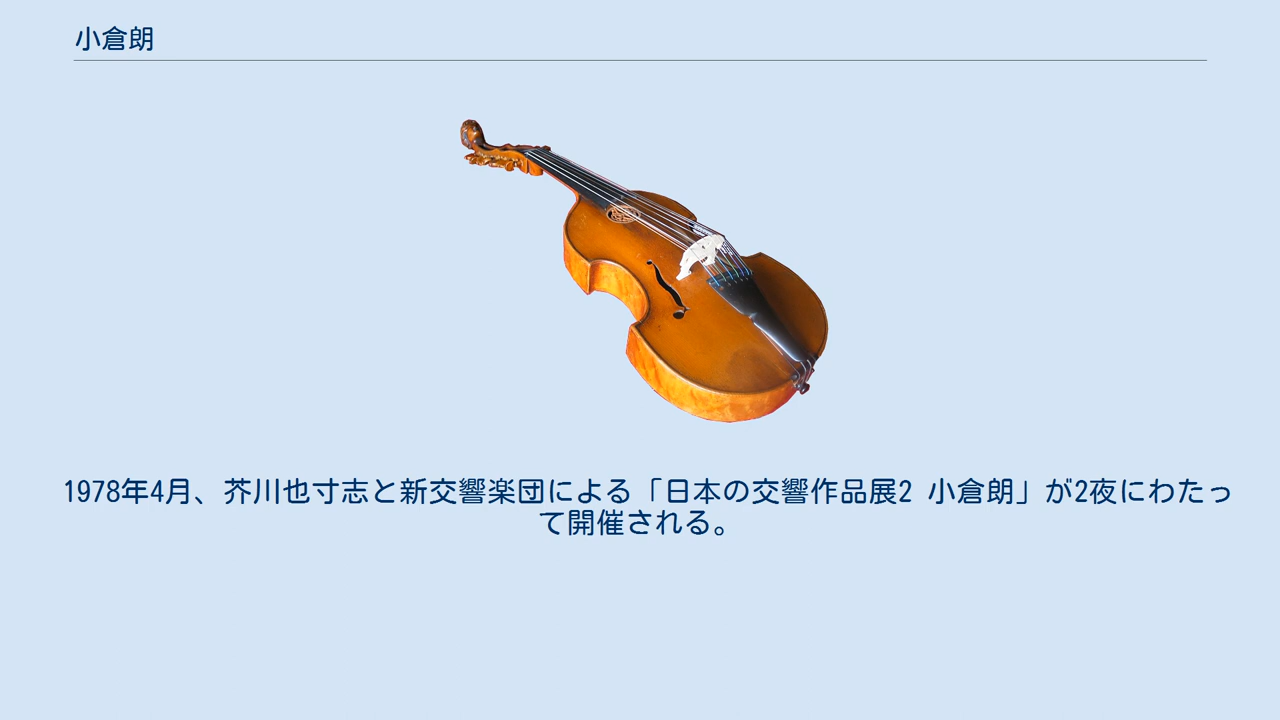 小倉朗
1978年4月、芥川也寸志と新交響楽団による「日本の交響作品展2 小倉朗」が2夜にわたっ
て開催される。